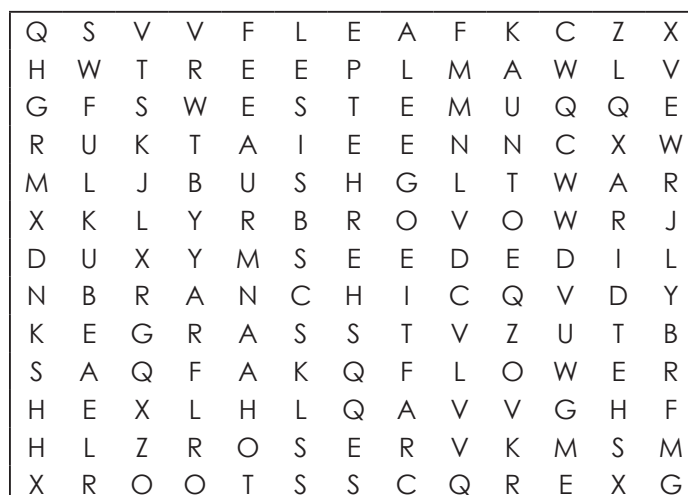 Q S V V F L E A F K C Z X
H W T R E E P L M A W L V
G F S W E S T E M U Q Q E
R U K T A I E E N N C X W
M L J B U S H G L T W A R
X K L Y R B R O V O W R J
D U X Y M S E E D E D I L
N B R A N C H I C Q V D Y
K E G R A S S T V Z U T B
S A Q F A K Q F L O W E R
H E X L H L Q A V V G H F
H L Z R O S E R V K M S M
X R O O T S S C Q R E X G